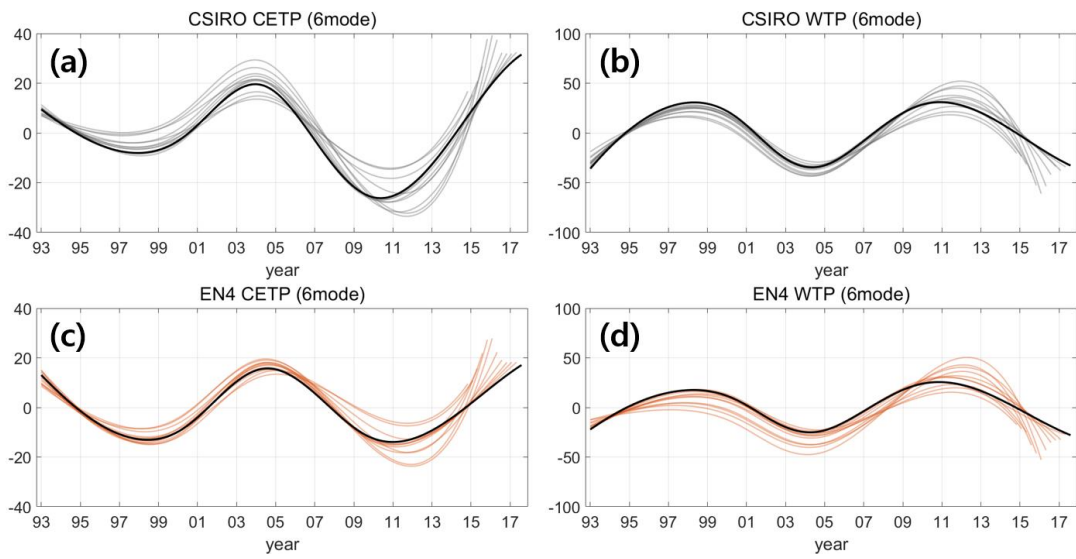 CSIRO CETP (6mode)
(a)
40
20
0
-20
-40
93 95 97 99 01 03 05 07 09 11 13 15 17
year
CSIRO WTP (6mode)
(b)
100
50
0
-50
-100
93 95 97 99 01 03 05 07 09 11 13 15 17
year
EN4 CETP (6mode)
(c)
40
20
0
-20
-40
93 95 97 99 01 03 05 07 09 11 13 15 17
year
EN4 WTP (6mode)
(d)
100
50
0
-50
-100
93 95 97 99 01 03 05 07 09 11 13 15 17
year